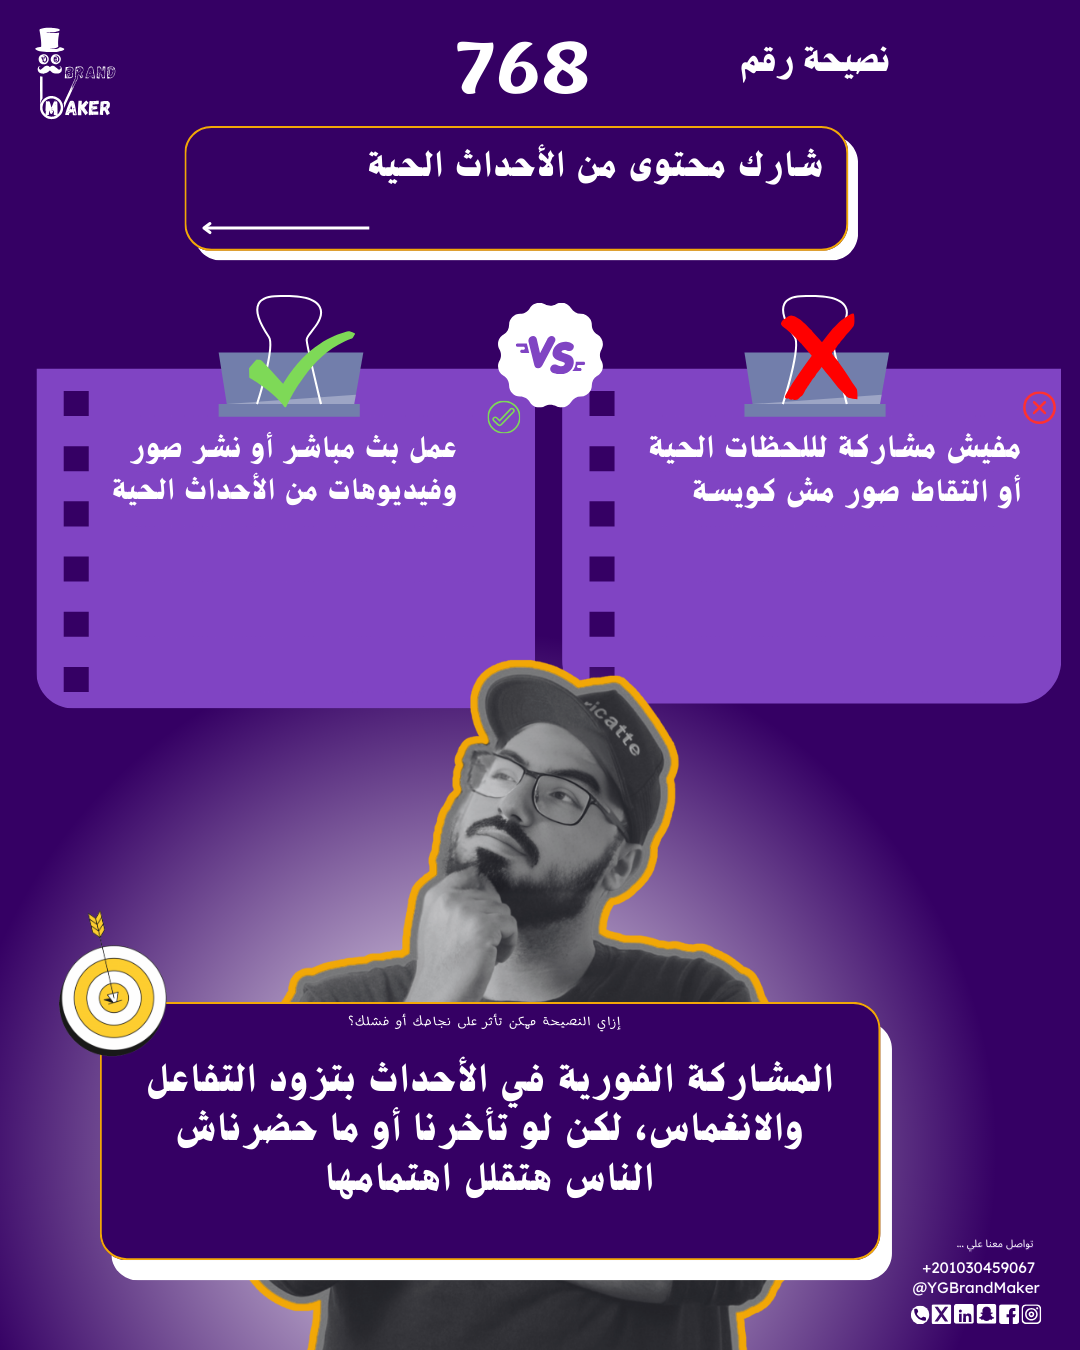 BRAND
MAKER
نصيحة رقم
768
شارك محتوى من الأحداث الحية
VS
مفيش مشاركة لللحظات الحية
أو التقاط صور مش كويسة
عمل بث مباشر أو نشر صور
وفيديوهات من الأحداث الحية
icatte
إزاي النصيحة ممكن تأثر على نجاحك أو فشلك؟
المشاركة الفورية في الأحداث بتزود التفاعل
والانغماس، لكن لو تأخرنا أو ما حضرناش
الناس هتقلل اهتمامها
تواصل معنا علي ...
+201030459067
@YGBrandMaker